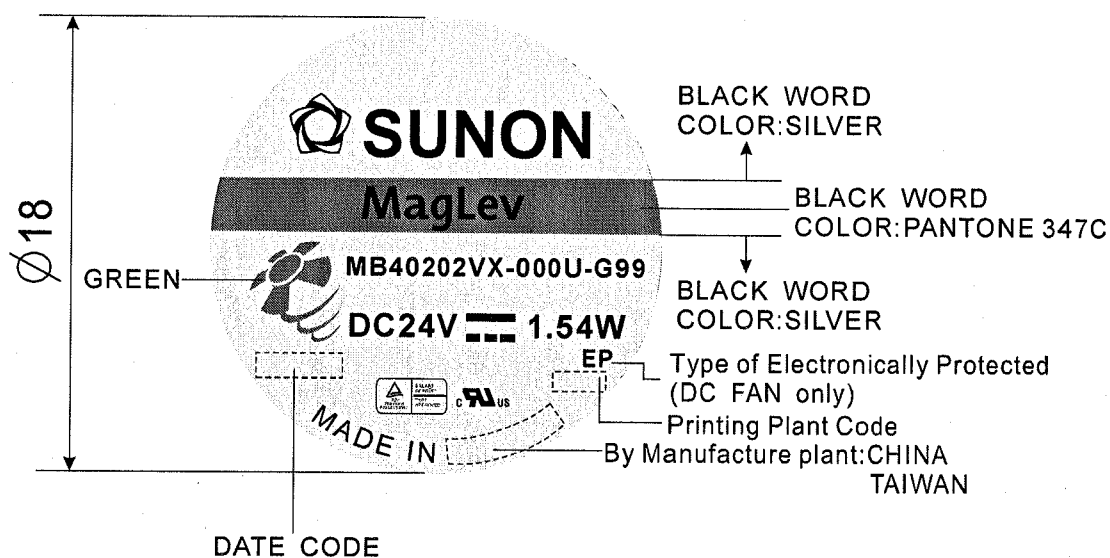 SUNON
MagLev
MB40202VX-000U-G99
DC24V 1.54W
EP
C US
MADE IN
Ø18
GREEN
DATE CODE
BLACK WORD
COLOR:SILVER
BLACK WORD
COLOR:PANTONE 347C
BLACK WORD
COLOR:SILVER
Type of Electronically Protected
(DC FAN only)
Printing Plant Code
By Manufacture plant:CHINA
TAIWAN